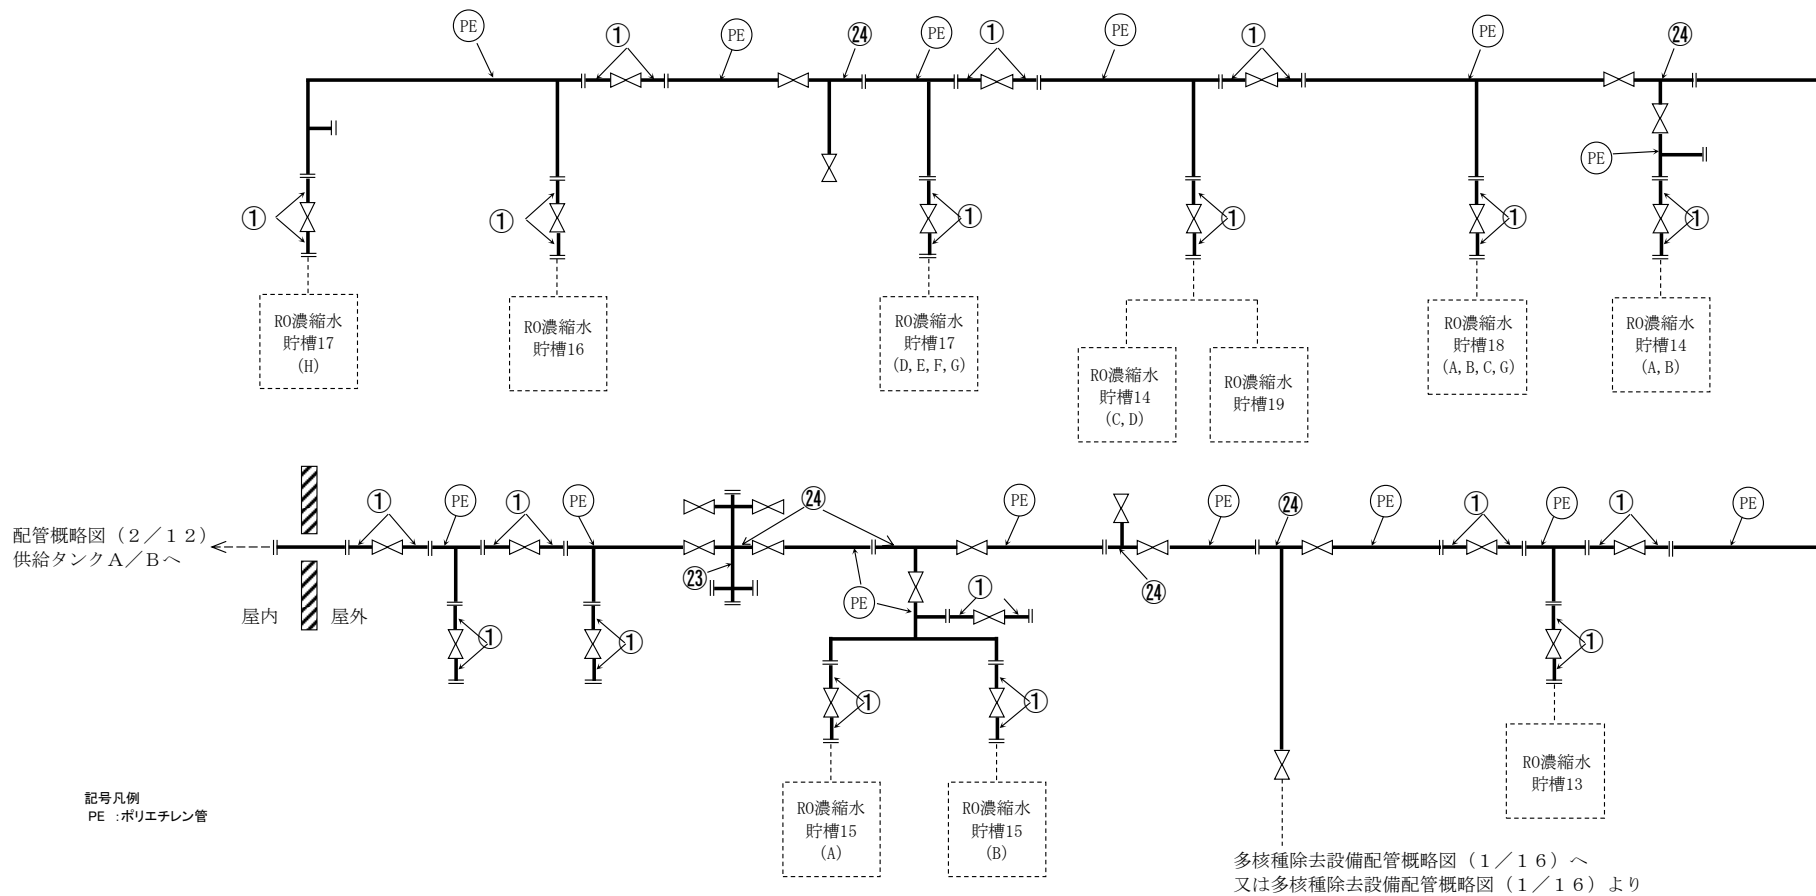 PE
①
PE
㉔
PE
①
PE
①
PE
㉔
PE
①
①
①
①
①
①
RO濃縮水
貯槽17
(H)
RO濃縮水
貯槽16
RO濃縮水
貯槽17
(D,E,F,G)
RO濃縮水
貯槽14
(C,D)
RO濃縮水
貯槽19
RO濃縮水
貯槽18
(A,B,C,G)
RO濃縮水
貯槽14
(A,B)
配管概略図（２／１２）
供給タンクＡ／Ｂへ
屋内
屋外
①
PE
①
PE
㉔
PE
㉔
PE
㉔
PE
①
PE
①
PE
㉓
PE
①
①
①
①
①
①
RO濃縮水
貯槽15
(A)
RO濃縮水
貯槽15
(B)
RO濃縮水
貯槽13
記号凡例
PE ：ポリエチレン管
多核種除去設備配管概略図（１／１６）へ
又は多核種除去設備配管概略図（１／１６）より